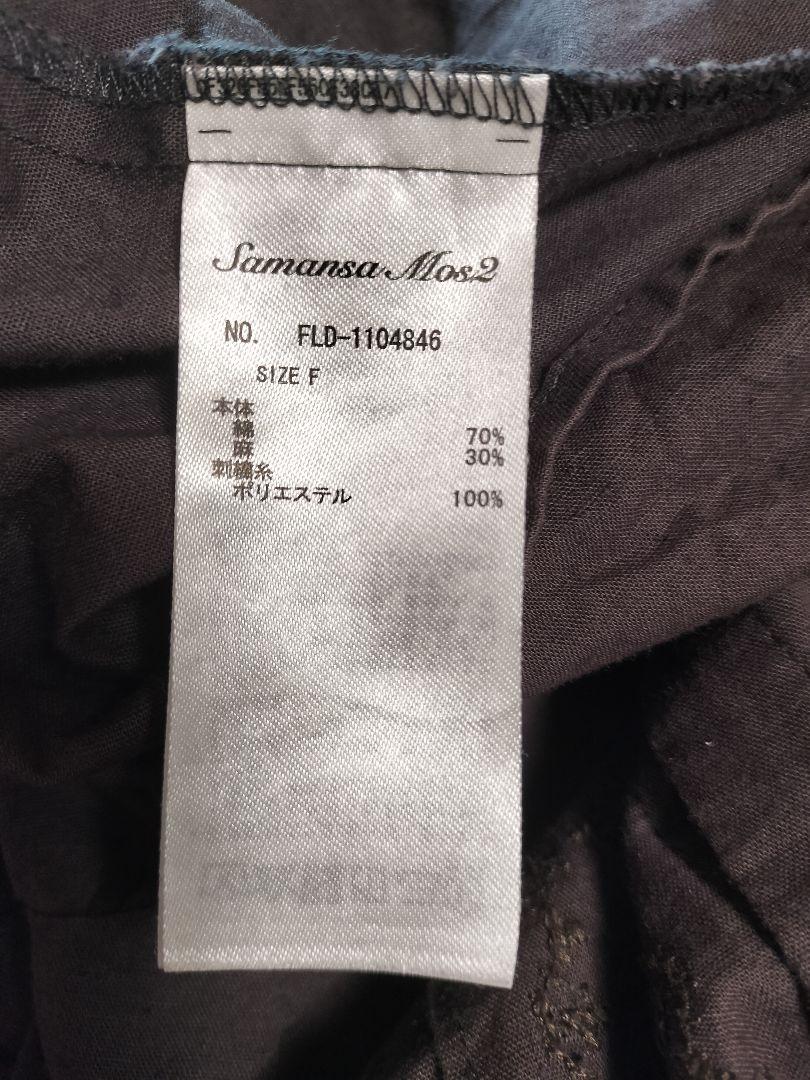 Samansa Mos2
NO. FLD-1104846
SIZE F
本体
綿 70%
麻 30%
刺繍糸
ポリエステル 100%